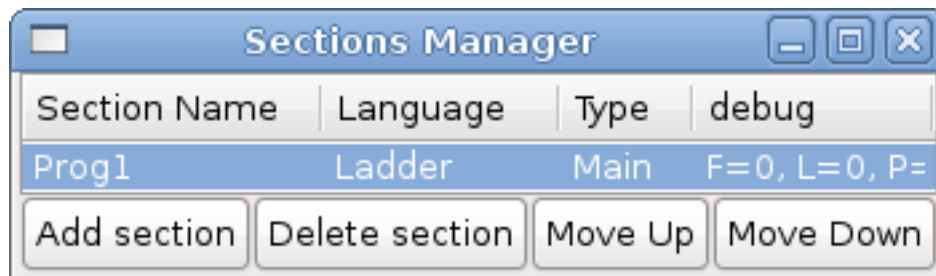 Sections Manager
Section Name Language Type debug
Prog1 Ladder Main F=0, L=0, P=
Add section Delete section Move Up Move Down